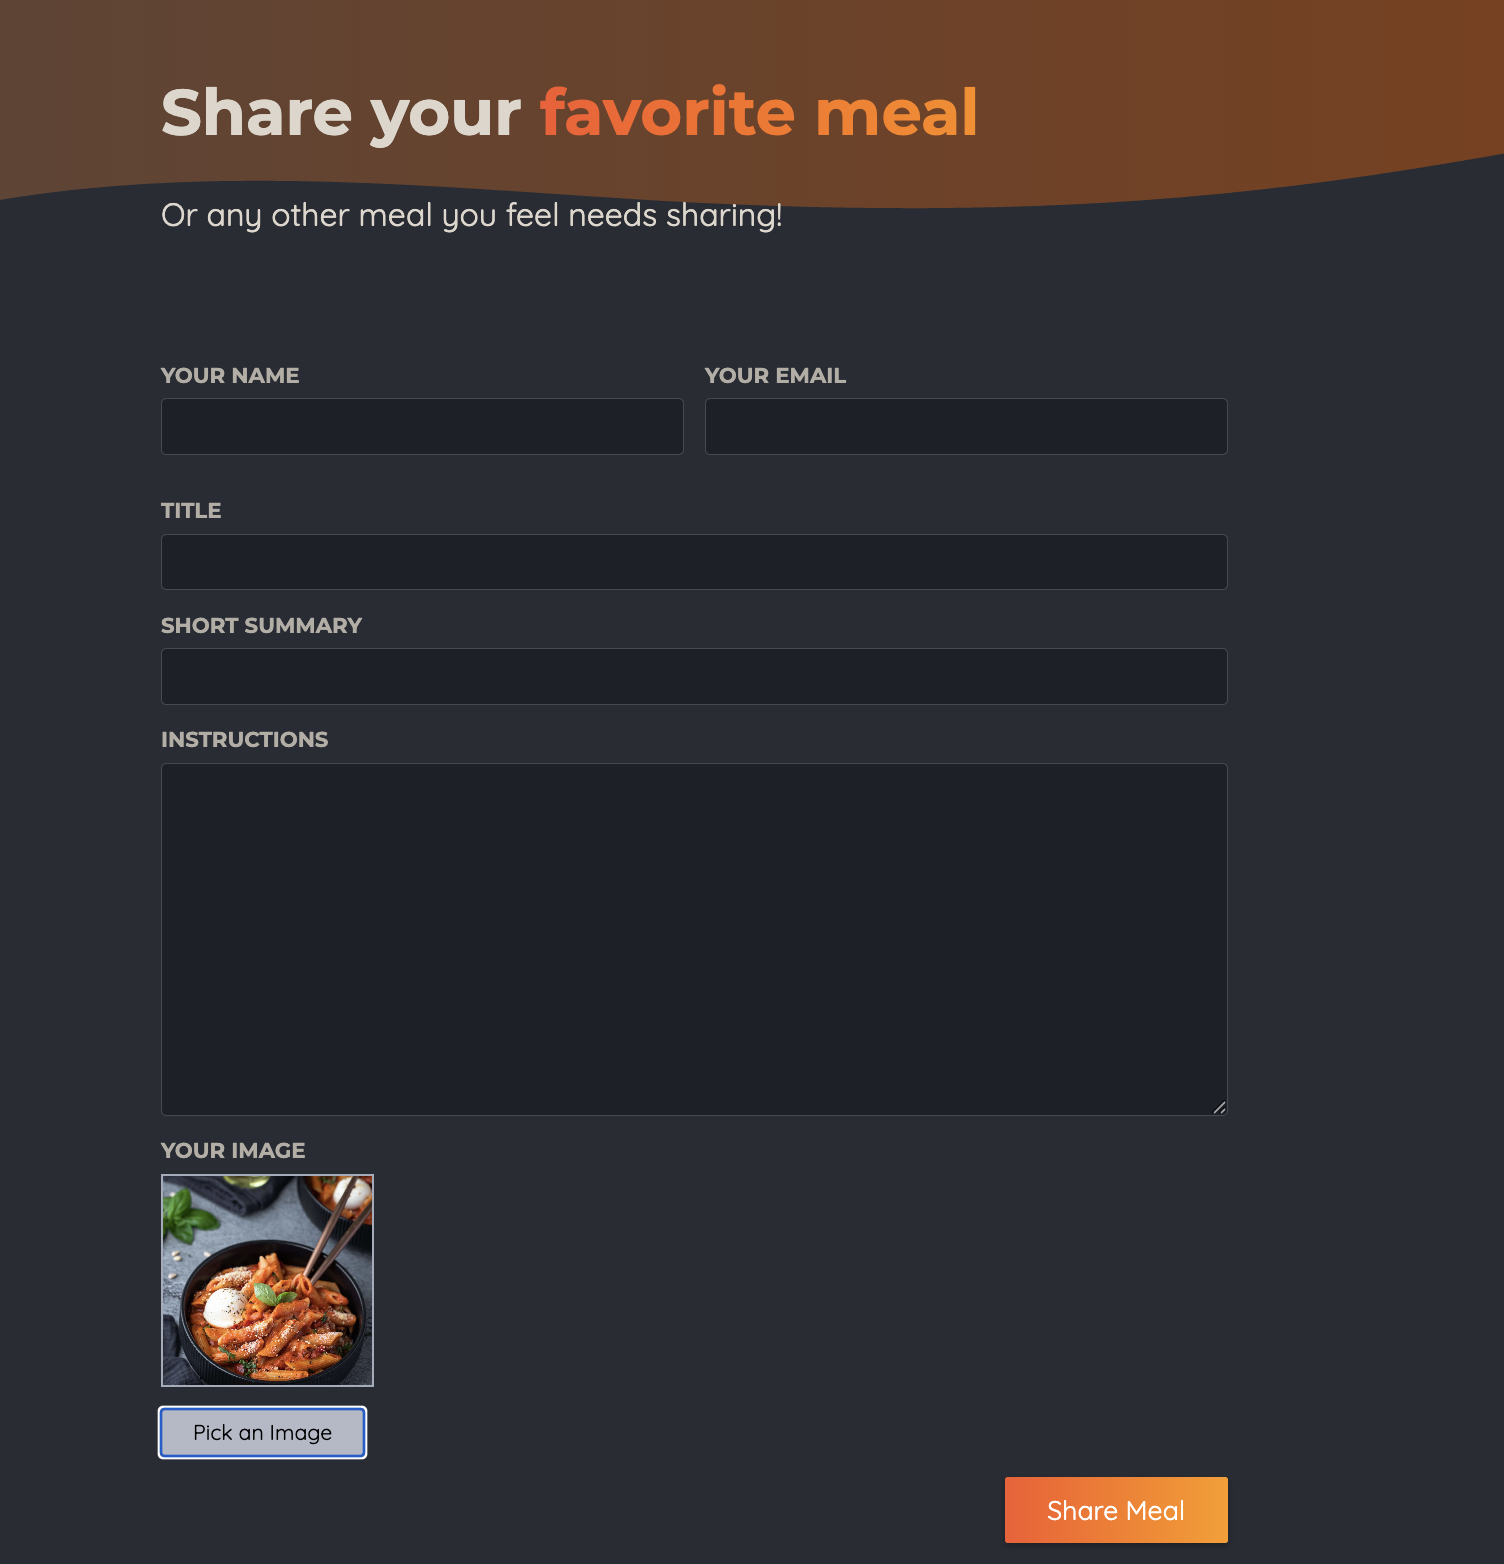 Share your favorite meal
Or any other meal you feel needs sharing!
YOUR NAME
YOUR EMAIL
TITLE
SHORT SUMMARY
INSTRUCTIONS
YOUR IMAGE
Pick an Image
Share Meal